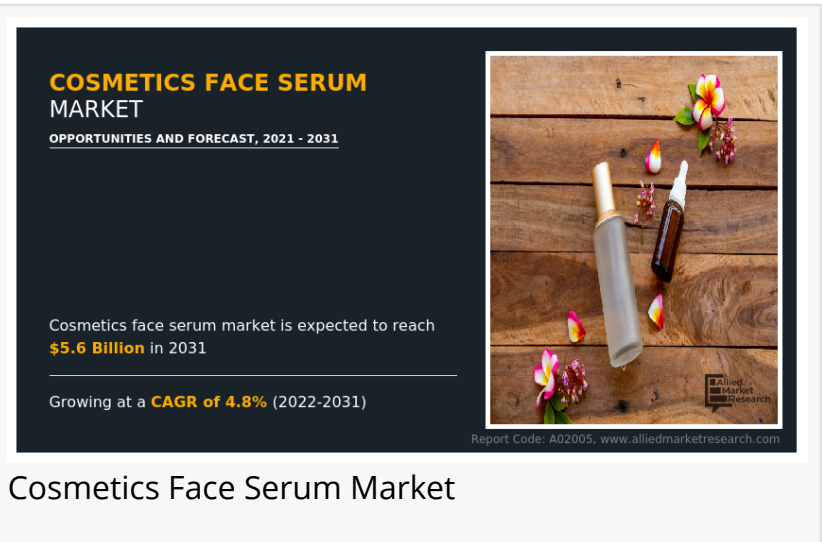 COSMETICS FACE SERUM
MARKET
OPPORTUNITIES AND FORECAST, 2021 - 2031
Cosmetics face serum market is expected to reach
$5.6 Billion in 2031
Growing at a CAGR of 4.8% (2022-2031)
Allied
Market
Research
Report Code: A02005, www.alliedmarketresearch.com
Cosmetics Face Serum Market